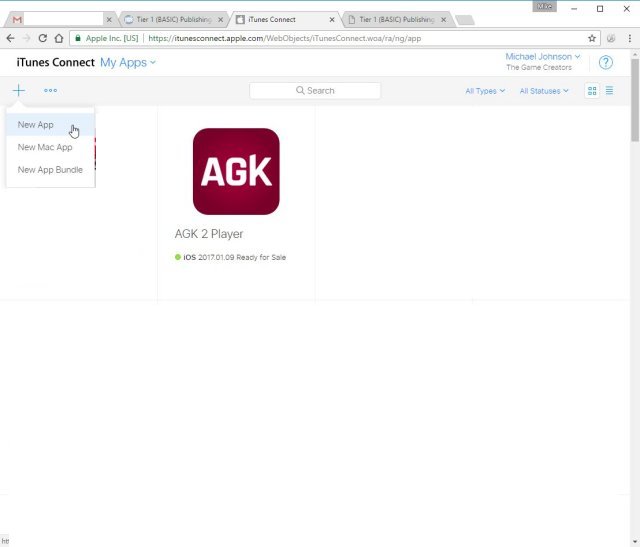 Mike
Tier 1 (BASIC) Publishing
iTunes Connect
Tier 1 (BASIC) Publishing
Apple Inc. [US]
https://itunesconnect.apple.com/WebObjects/iTunesConnect.woa/ra/ng/app
iTunes Connect My Apps
Michael Johnson
The Game Creators
?
Search
All Types
All Statuses
New App
New Mac App
New App Bundle
AGK
AGK 2 Player
iOS 2017.01.09 Ready for Sale